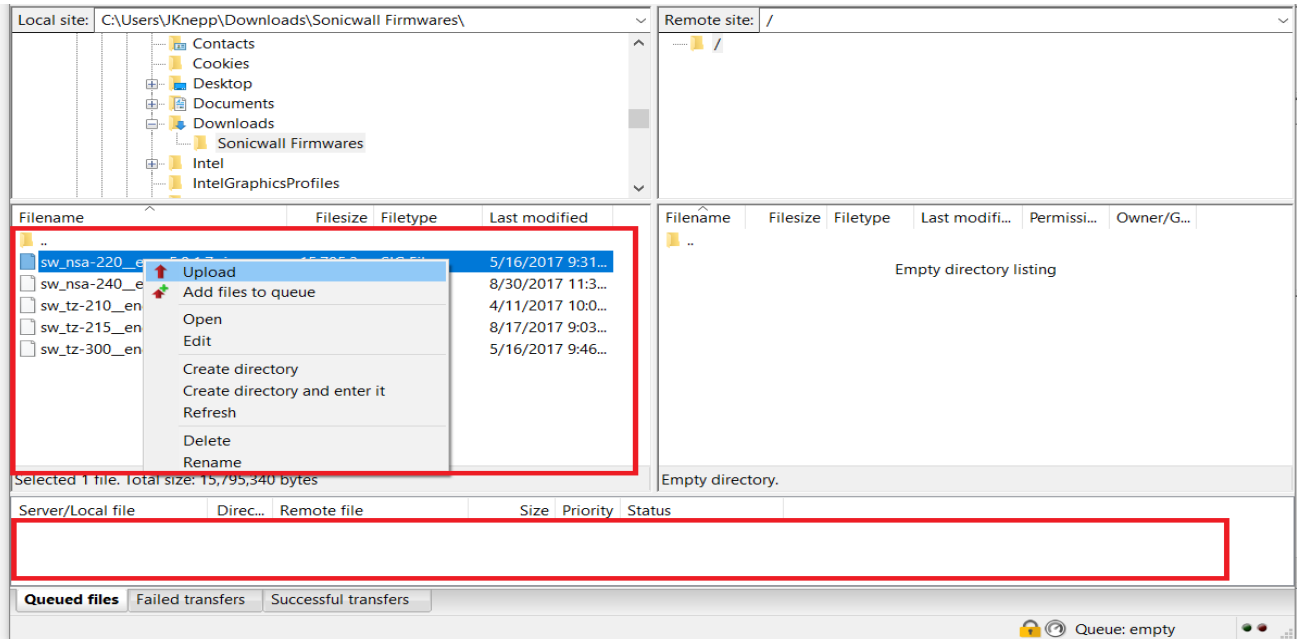 Local site: C:\Users\JKnepp\Downloads\Sonicwall Firmwares\
Contacts
Cookies
Desktop
Documents
Downloads
Sonicwall Firmwares
Intel
IntelGraphicsProfiles
Remote site: /
/
Filename Filesize Filetype Last modified
..
sw_nsa-220__e 5/16/2017 9:31...
sw_nsa-240__e 8/30/2017 11:3...
sw_tz-210__en 4/11/2017 10:0...
sw_tz-215__en 8/17/2017 9:03...
sw_tz-300__en 5/16/2017 9:46...
Upload
Add files to queue
Open
Edit
Create directory
Create directory and enter it
Refresh
Delete
Rename
Selected 1 file. Total size: 15,795,340 bytes
Filename Filesize Filetype Last modifi... Permissi... Owner/G...
..
Empty directory listing
Empty directory.
Server/Local file Direc... Remote file Size Priority Status
Queued files Failed transfers Successful transfers
Queue: empty